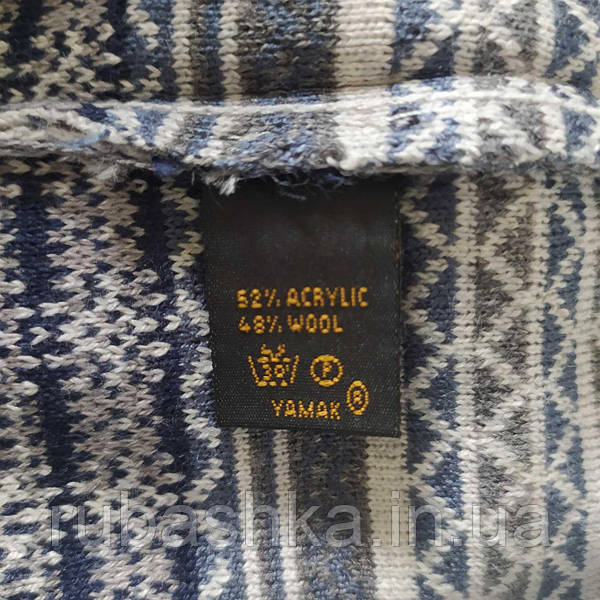 52% ACRYLIC
48% WOOL
30 P
YAMAK ®
rubashka.in.ua